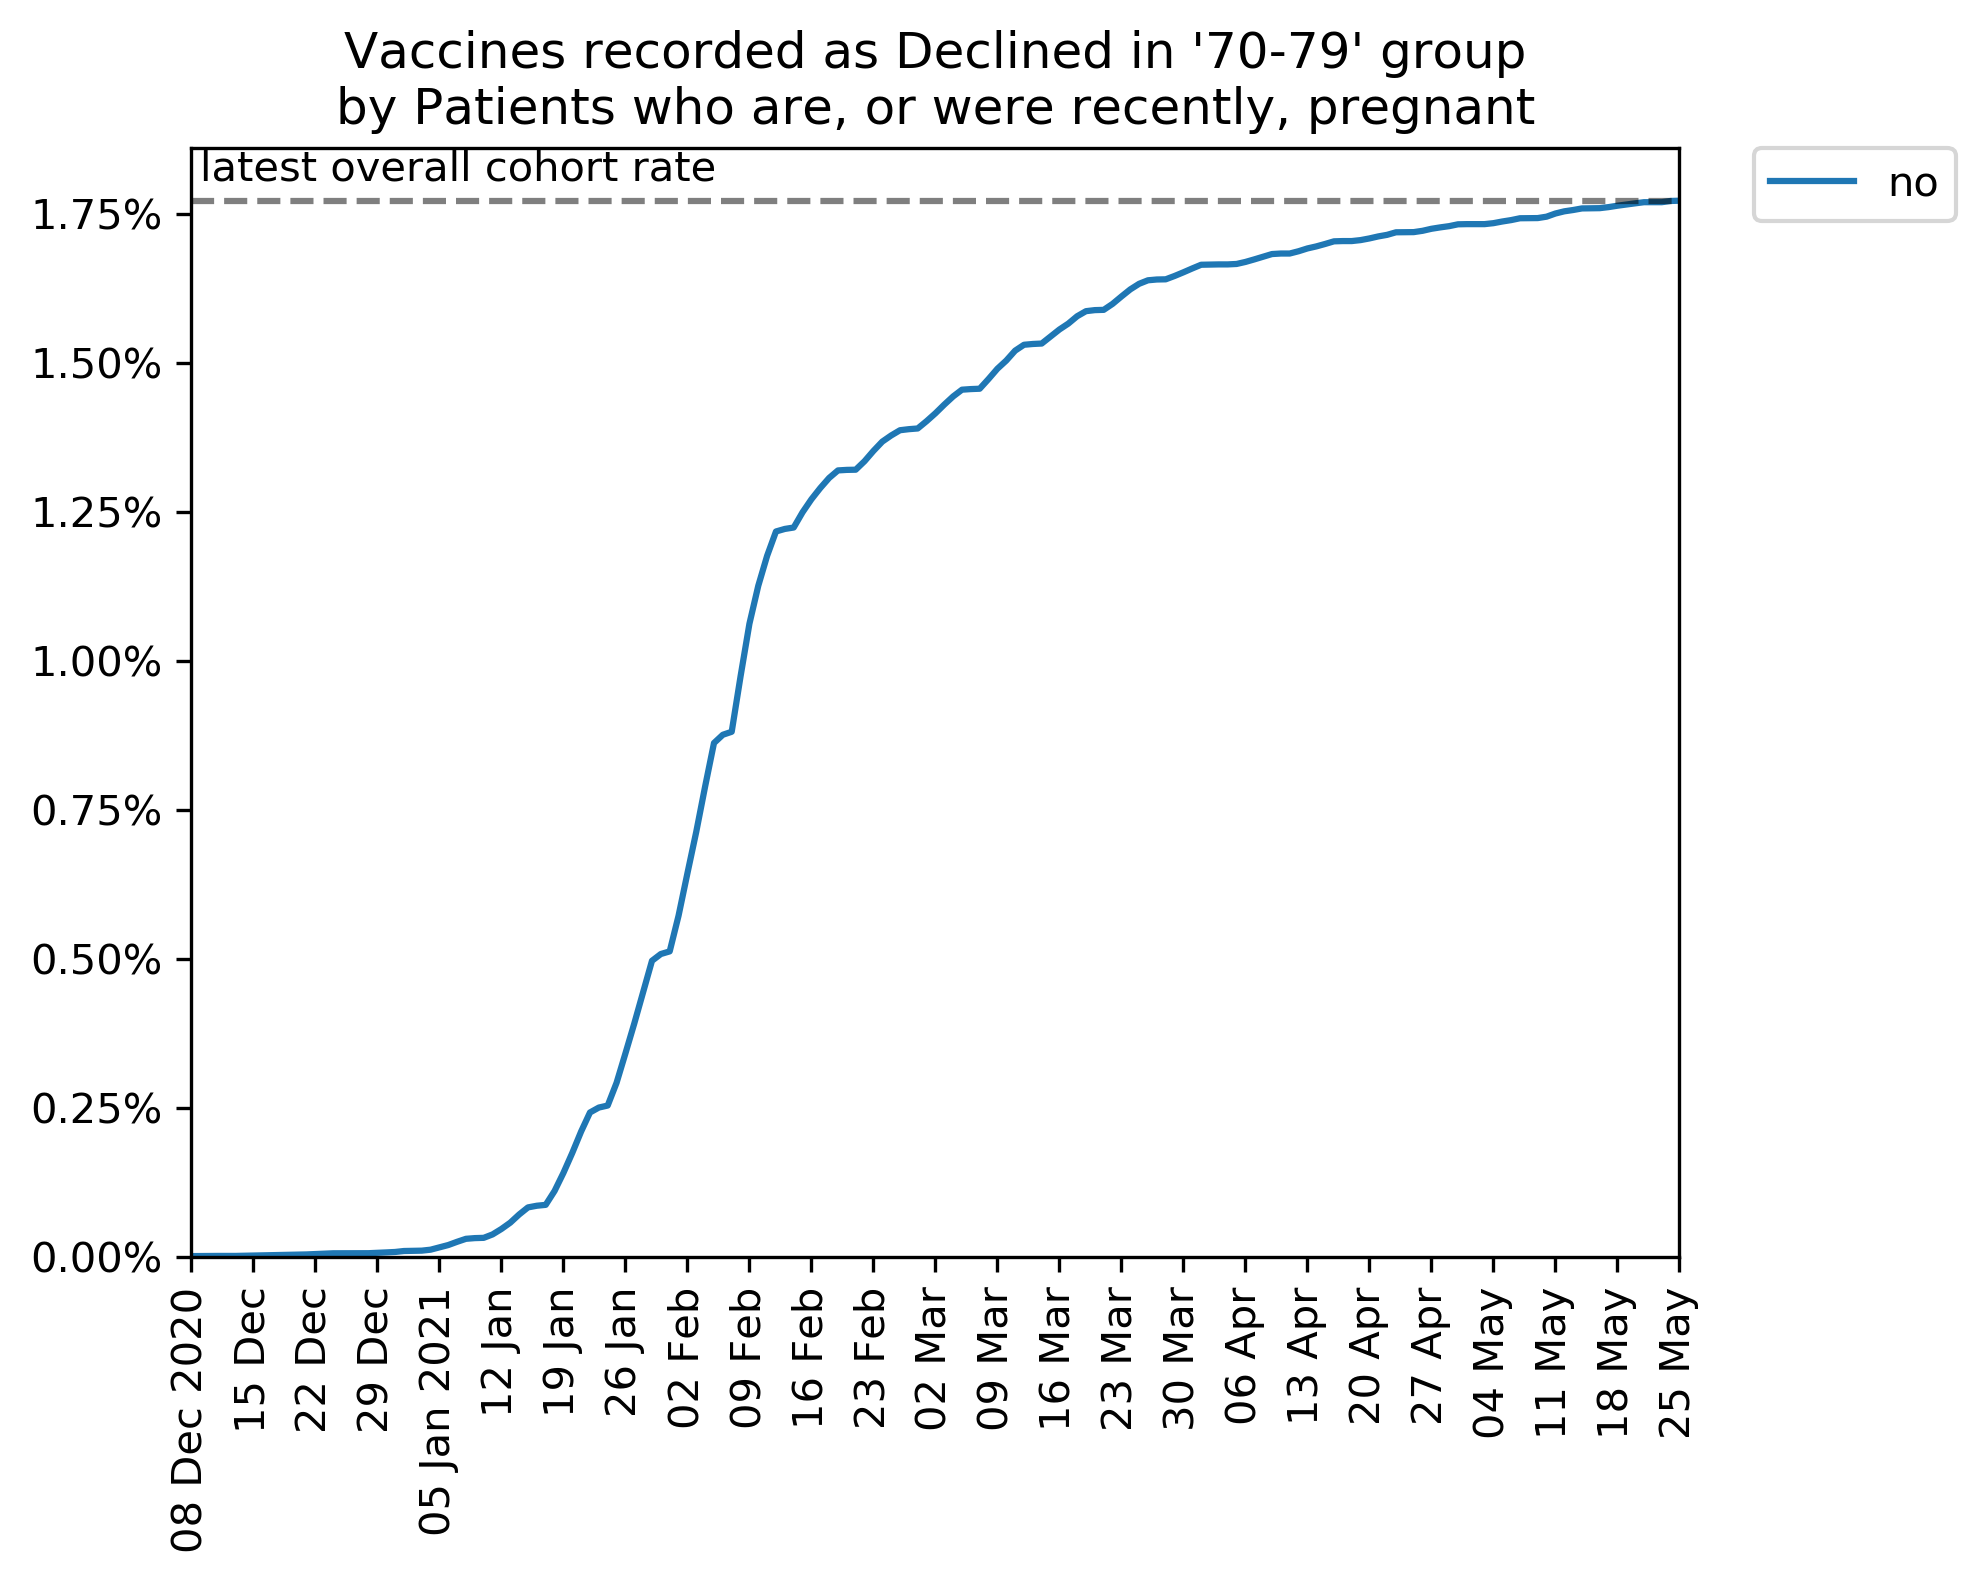 Vaccines recorded as Declined in '70-79' group
by Patients who are, or were recently, pregnant
latest overall cohort rate
no
1.75%
1.50%
1.25%
1.00%
0.75%
0.50%
0.25%
0.00%
08 Dec 2020
15 Dec
22 Dec
29 Dec
05 Jan 2021
12 Jan
19 Jan
26 Jan
02 Feb
09 Feb
16 Feb
23 Feb
02 Mar
09 Mar
16 Mar
23 Mar
30 Mar
06 Apr
13 Apr
20 Apr
27 Apr
04 May
11 May
18 May
25 May